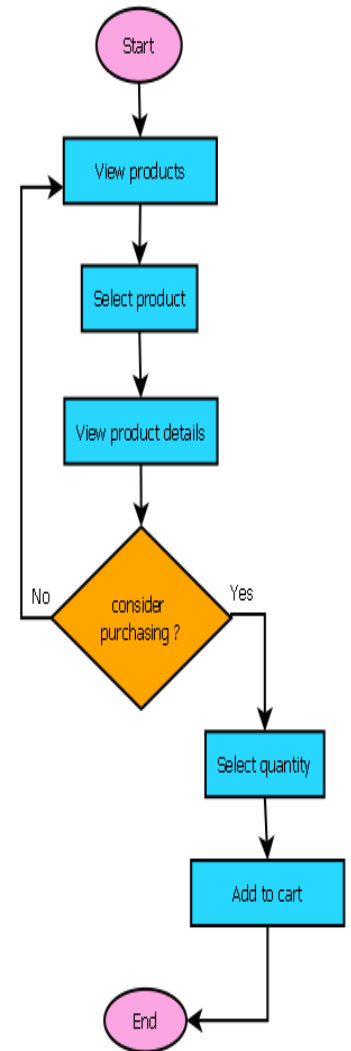 Start
View products
Select product
View product details
consider
purchasing ?
No
Yes
Select quantity
Add to cart
End